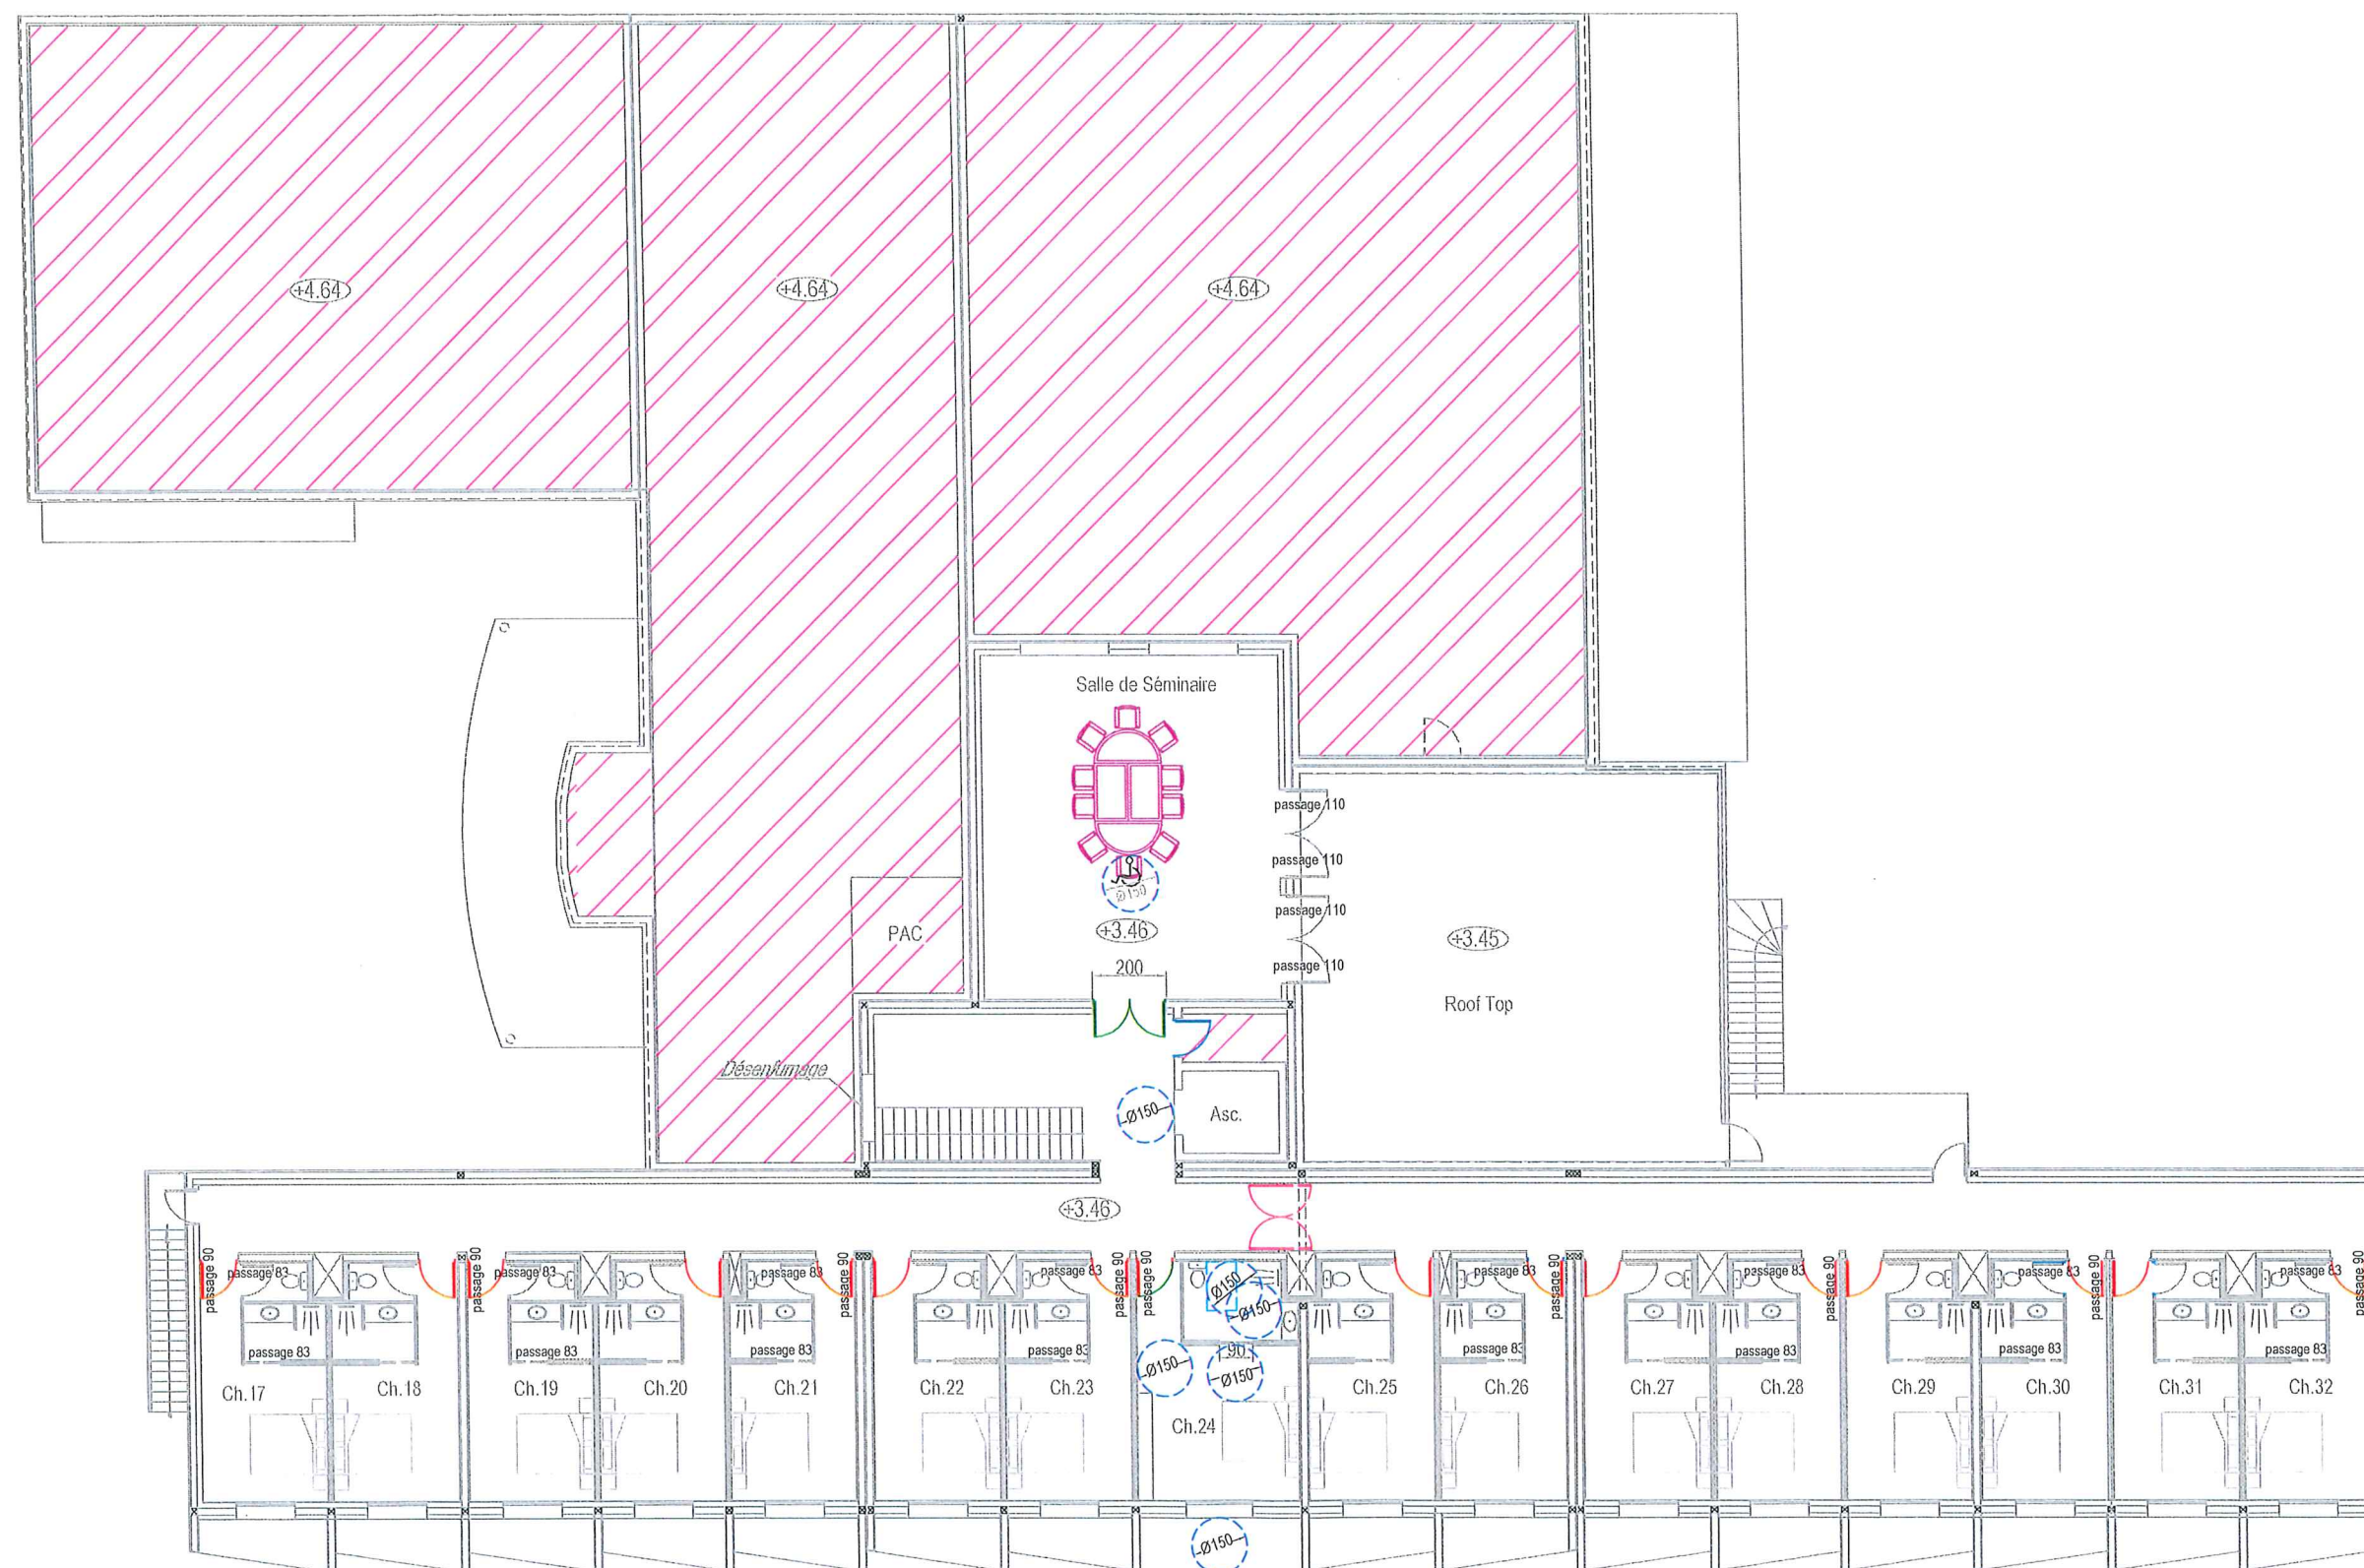 +4.64
+4.64
+4.64
Salle de Séminaire
passage 110
passage 110
Ø150
passage 110
PAC
+3.46
+3.45
passage 110
200
Roof Top
Désenfumage
Ø150
Asc.
+3.46
passage 90
passage 83
passage 90
passage 83
passage 83
passage 90
passage 83
passage 90
passage 90
Ø150
Ø150
passage 83
passage 90
passage 83
passage 90
passage 83
passage 90
passage 83
passage 90
passage 83
passage 83
passage 83
passage 83
90
passage 83
passage 83
passage 83
passage 83
Ø150
Ø150
Ch.17
Ch.18
Ch.19
Ch.20
Ch.21
Ch.22
Ch.23
Ch.24
Ch.25
Ch.26
Ch.27
Ch.28
Ch.29
Ch.30
Ch.31
Ch.32
Ø150